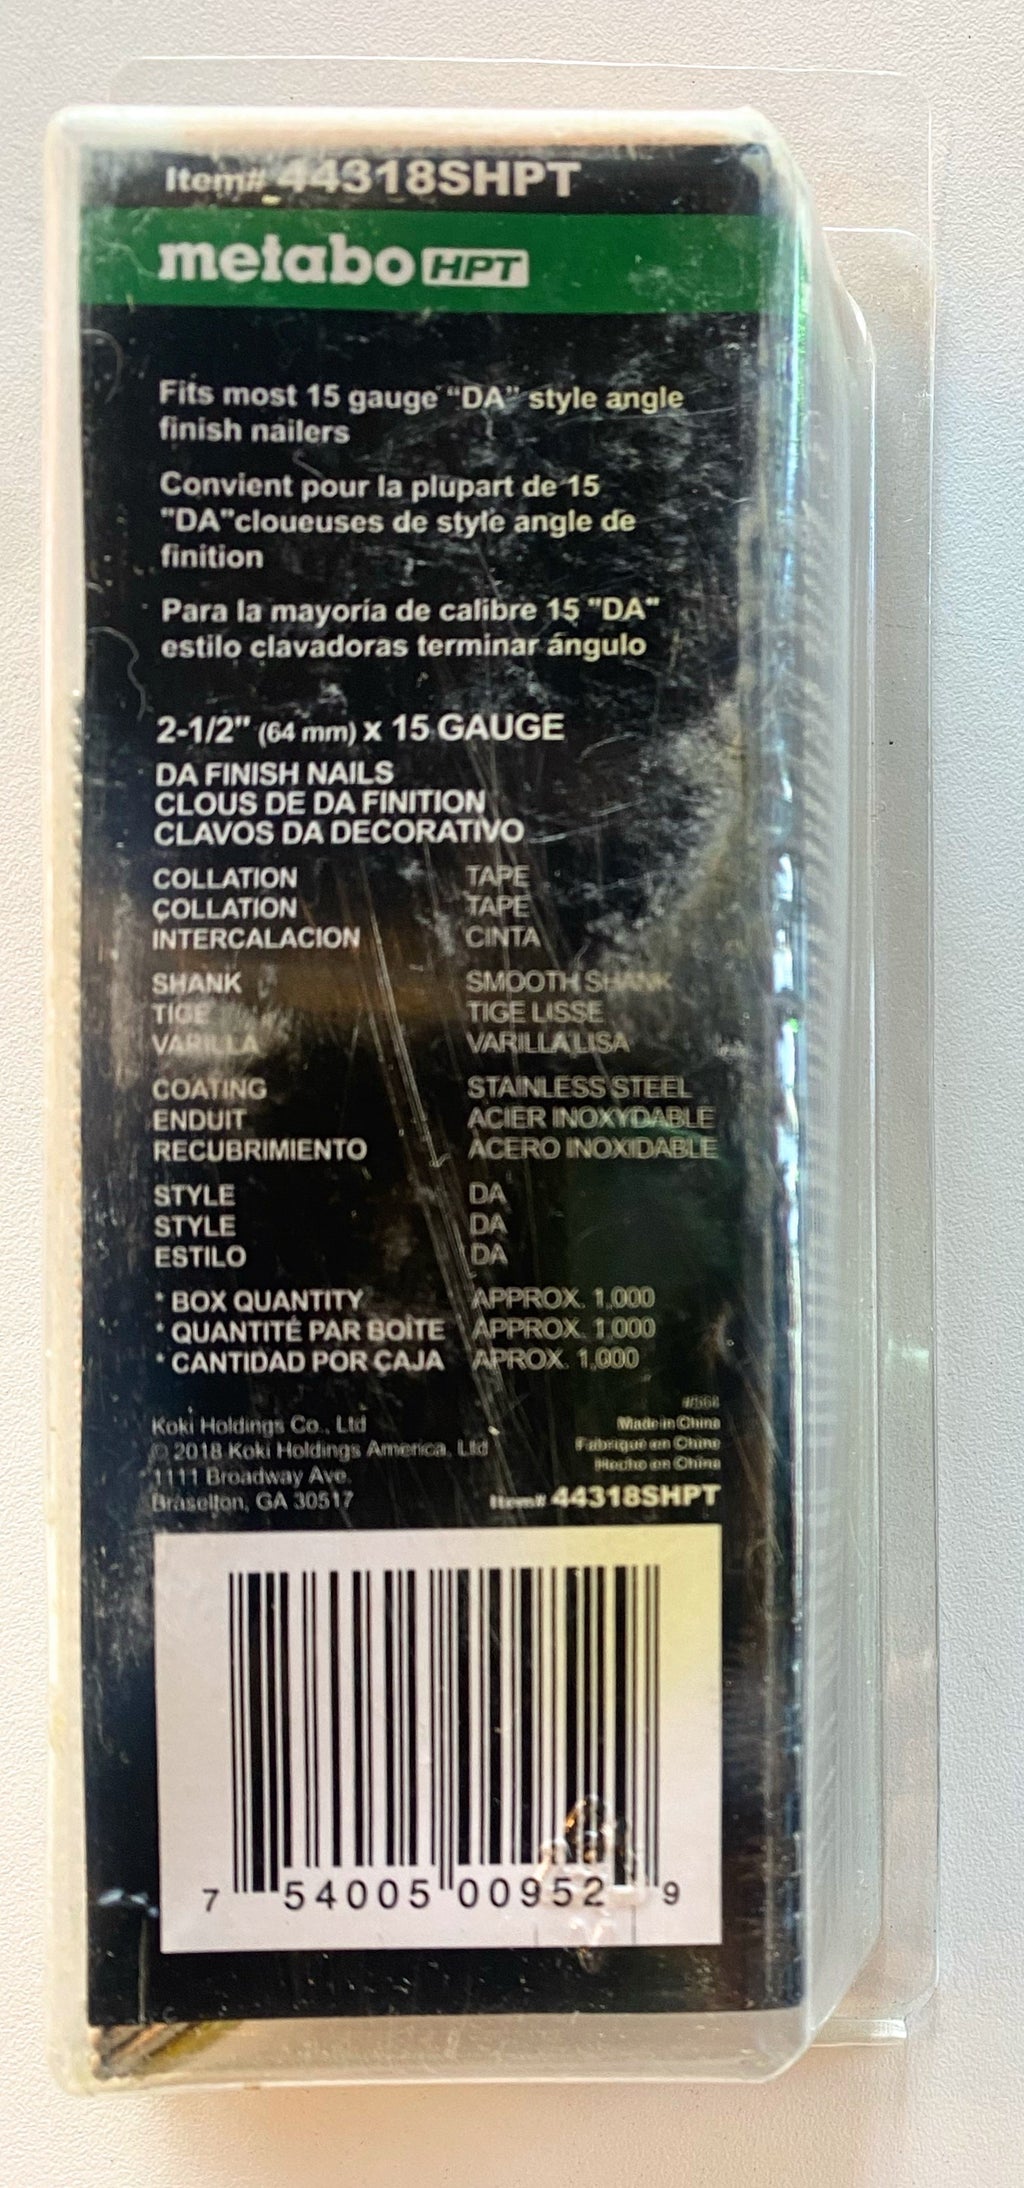 Item# 44318SHPT
metabo HPT
Fits most 15 gauge “DA” style angle
finish nailers
Convient pour la plupart de 15
"DA"cloueuses de style angle de
finition
Para la mayoría de calibre 15 "DA"
estilo clavadoras terminar ángulo
2-1/2" (64 mm) x 15 GAUGE
DA FINISH NAILS
CLOUS DE DA FINITION
CLAVOS DA DECORATIVO
COLLATION TAPE
COLLATION TAPE
INTERCALACION CINTA
SHANK SMOOTH SHANK
TIGE TIGE LISSE
VARILLA VARILLA LISA
COATING STAINLESS STEEL
ENDUIT ACIER INOXYDABLE
RECUBRIMIENTO ACERO INOXIDABLE
STYLE DA
STYLE DA
ESTILO DA
* BOX QUANTITY APPROX. 1,000
* QUANTITÉ PAR BOÎTE APPROX. 1 000
* CANTIDAD POR CAJA APROX. 1,000
Koki Holdings Co., Ltd
© 2018 Koki Holdings America, Ltd
1111 Broadway Ave.
Braselton, GA 30517
Made in China
Fabriqué en Chine
Hecho en China
Item# 44318SHPT
7 54005 00952 9